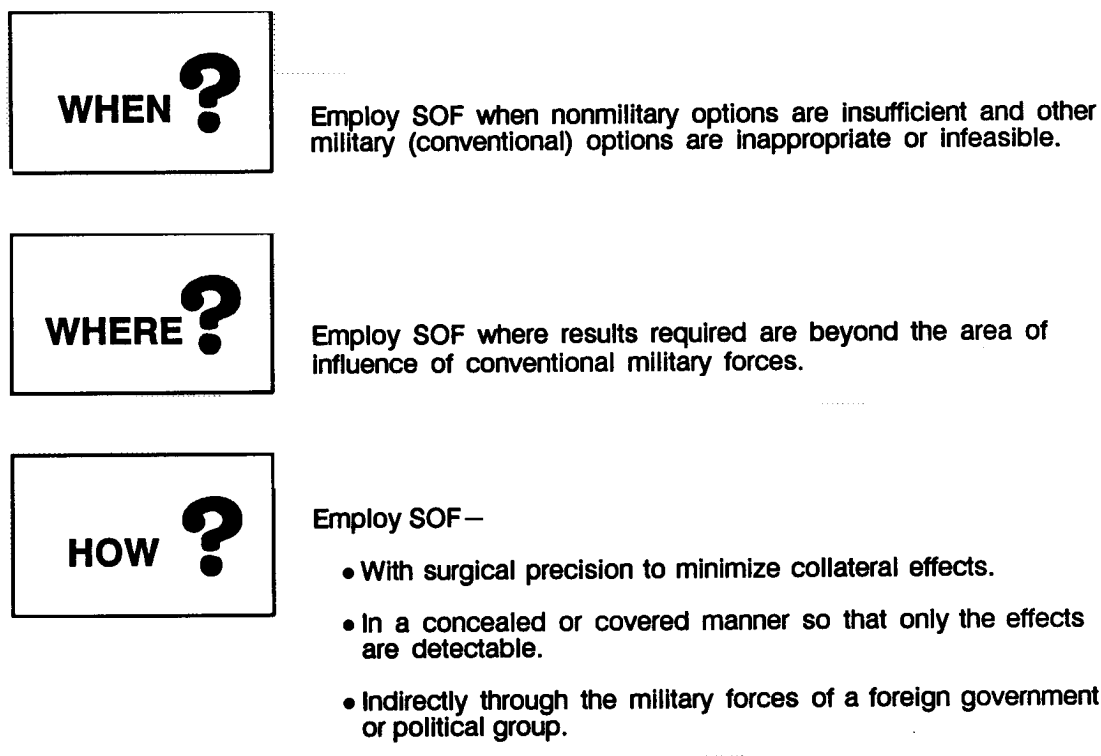 WHEN ?
Employ SOF when nonmilitary options are insufficient and other
military (conventional) options are inappropriate or infeasible.
WHERE ?
Employ SOF where results required are beyond the area of
influence of conventional military forces.
HOW ?
Employ SOF—
• With surgical precision to minimize collateral effects.
• In a concealed or covered manner so that only the effects
are detectable.
• Indirectly through the military forces of a foreign government
or political group.